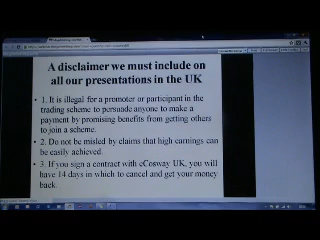 A disclaimer we must include on
all our presentations in the UK
• 1. It is illegal for a promoter or participant in the
trading scheme to persuade anyone to make a
payment by promising benefits from getting others
to join a scheme.
• 2. Do not be misled by claims that high earnings can
be easily achieved.
• 3. If you sign a contract with eCosway UK, you will
have 14 days in which to cancel and get your money
back.